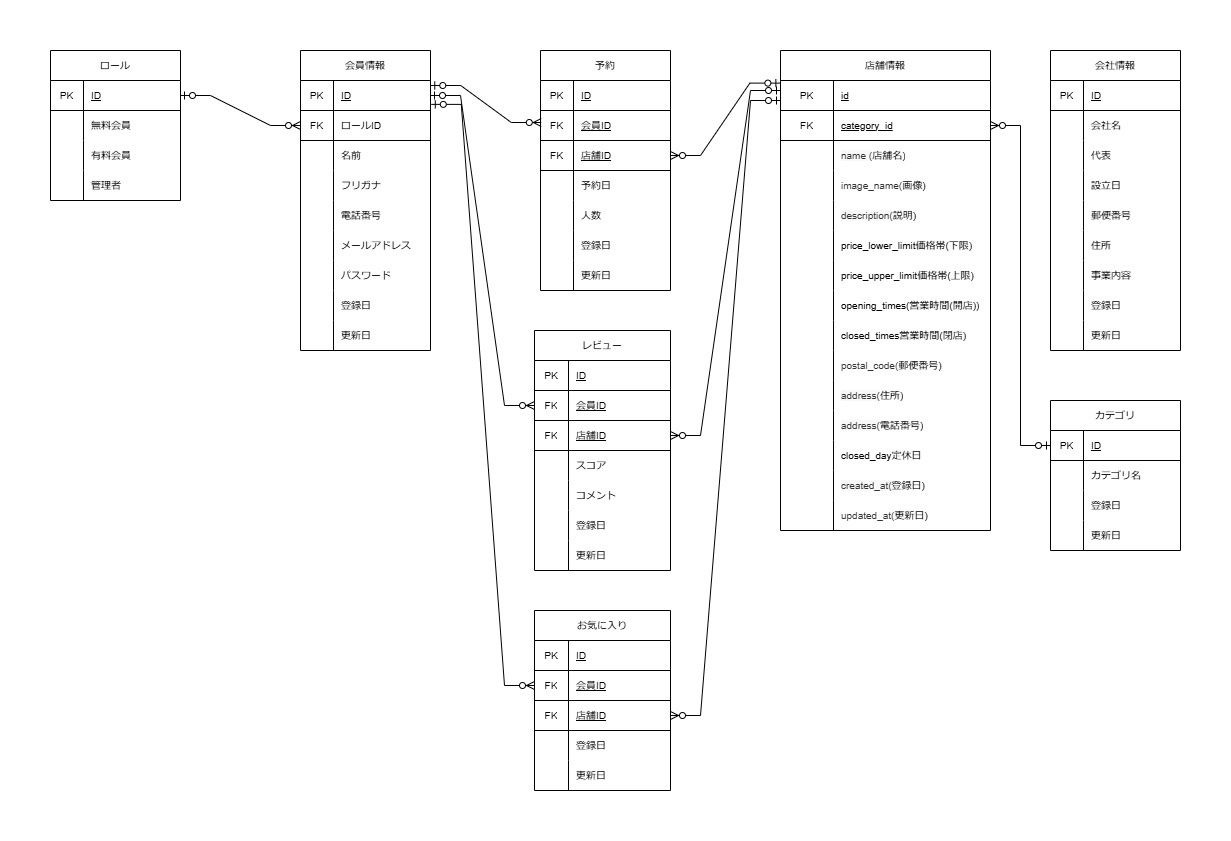 ロール
PK ID
無料会員
有料会員
管理者
会員情報
PK ID
FK ロールID
名前
フリガナ
電話番号
メールアドレス
パスワード
登録日
更新日
予約
PK ID
FK 会員ID
FK 店舗ID
予約日
人数
登録日
更新日
レビュー
PK ID
FK 会員ID
FK 店舗ID
スコア
コメント
登録日
更新日
お気に入り
PK ID
FK 会員ID
FK 店舗ID
登録日
更新日
店舗情報
PK id
FK category_id
name (店舗名)
image_name(画像)
description(説明)
price_lower_limit価格帯(下限)
price_upper_limit価格帯(上限)
opening_times(営業時間(開店))
closed_times営業時間(閉店)
postal_code(郵便番号)
address(住所)
address(電話番号)
closed_day定休日
created_at(登録日)
updated_at(更新日)
会社情報
PK ID
会社名
代表
設立日
郵便番号
住所
事業内容
登録日
更新日
カテゴリ
PK ID
カテゴリ名
登録日
更新日